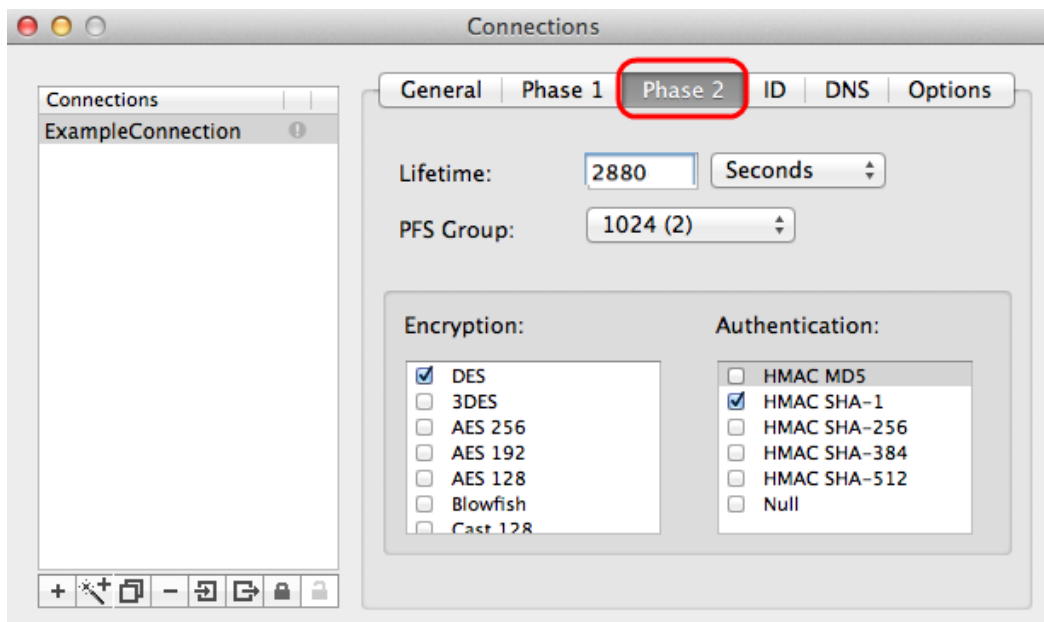 Connections
Connections
ExampleConnection
General Phase 1 Phase 2 ID DNS Options
Lifetime: 2880 Seconds
PFS Group: 1024 (2)
Encryption:
DES
3DES
AES 256
AES 192
AES 128
Blowfish
Cast 128
Authentication:
HMAC MD5
HMAC SHA-1
HMAC SHA-256
HMAC SHA-384
HMAC SHA-512
Null